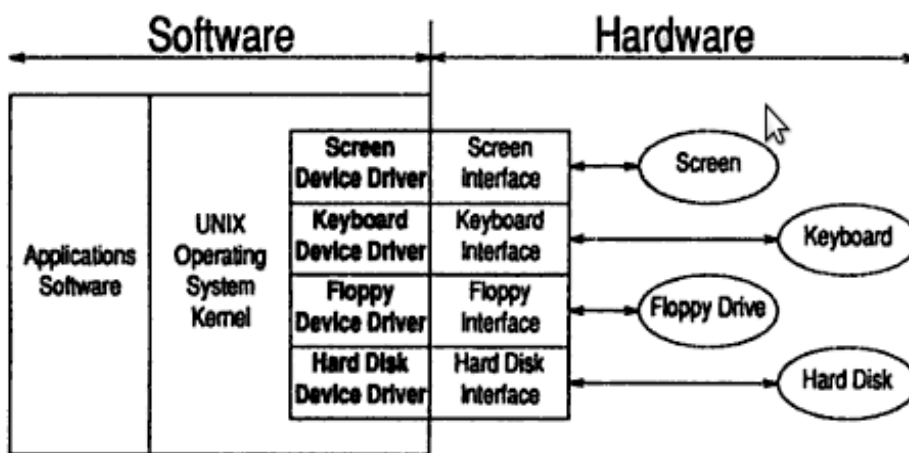 Software
Hardware
Applications
Software
UNIX
Operating
System
Kernel
Screen
Device Driver
Screen
Interface
Screen
Keyboard
Device Driver
Keyboard
Interface
Keyboard
Floppy
Device Driver
Floppy
Interface
Floppy Drive
Hard Disk
Device Driver
Hard Disk
Interface
Hard Disk